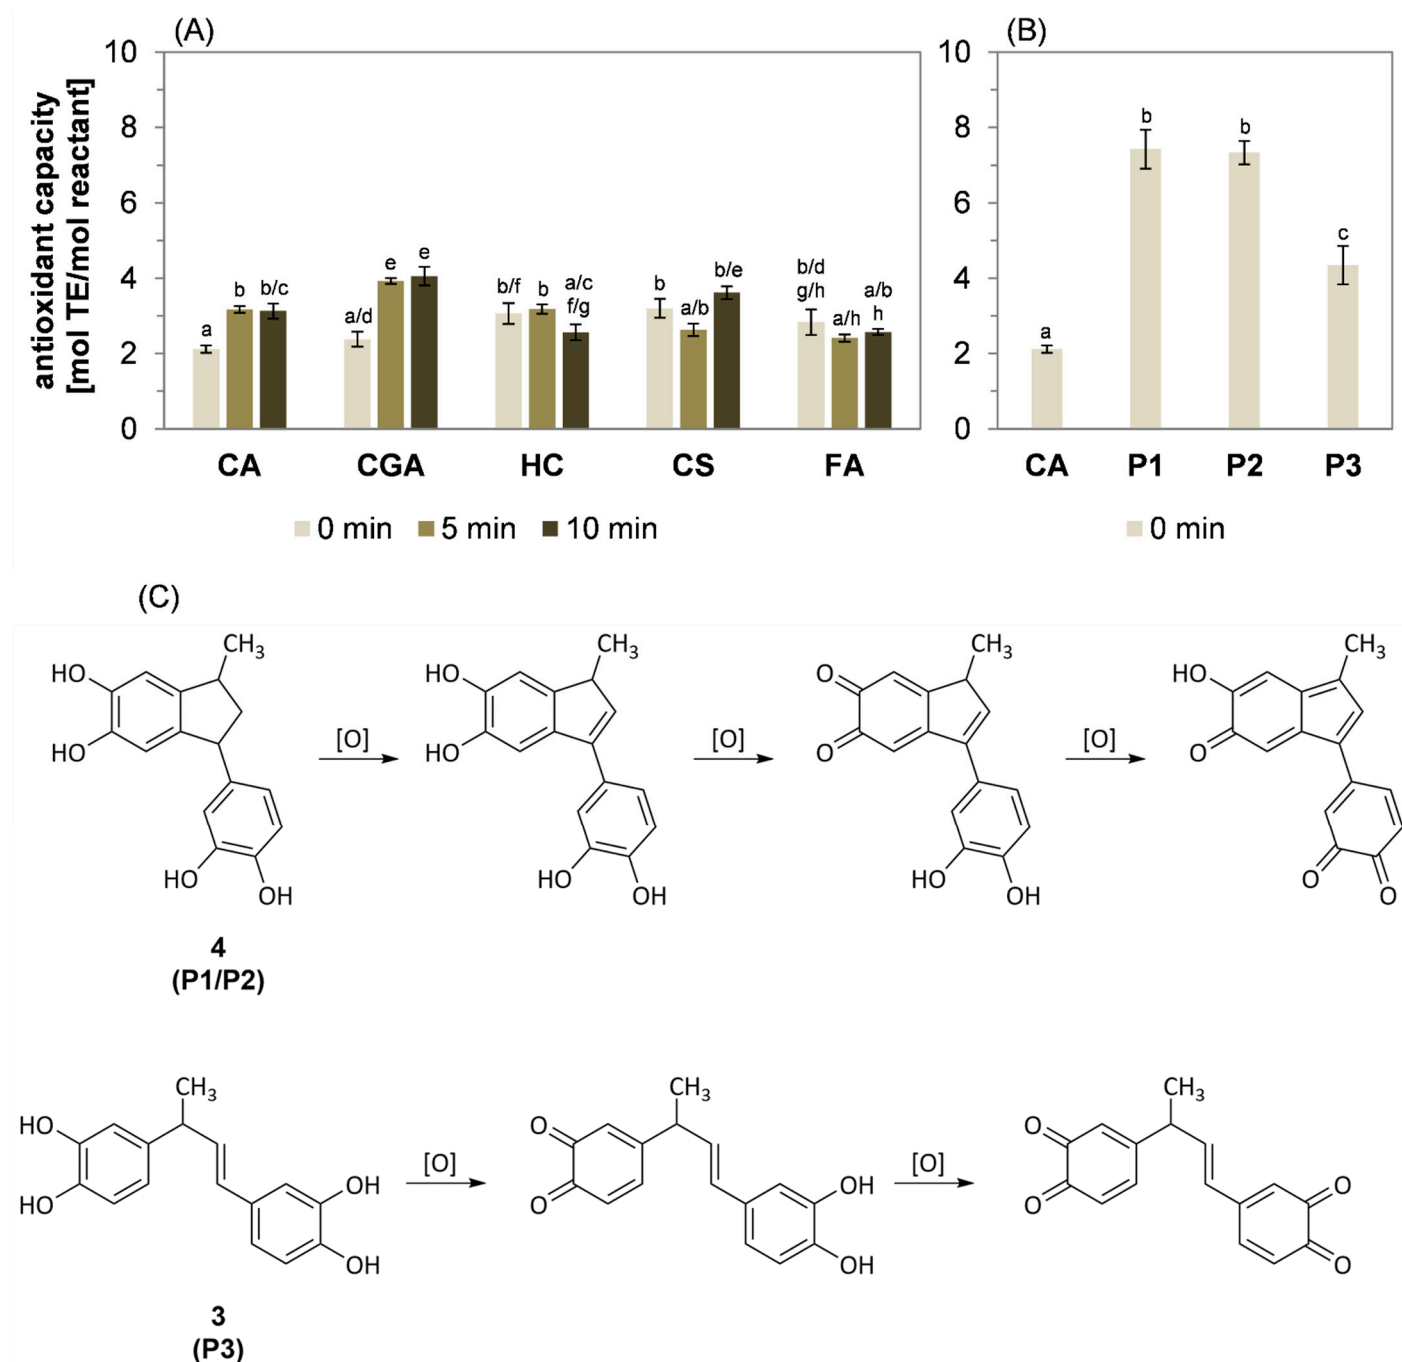 (A) (B)
antioxidant capacity
[mol TE/mol reactant]
10
8
6
4
2
0
a b b/c
a/d e e
b/f b a/c
f/g
b a/b b/e
b/d
g/h a/h a/b
h
CA CGA HC CS FA
0 min 5 min 10 min
10
8
6
4
2
0
a b b c
CA P1 P2 P3
0 min
(C)
CH3 CH3 CH3 CH3
HO HO O HO
HO [O] HO [O] O [O] O
HO OH HO OH HO OH O O
4
(P1/P2)
CH3 CH3 CH3
HO O O
HO OH [O] O OH [O] O O
OH OH O
3
(P3)